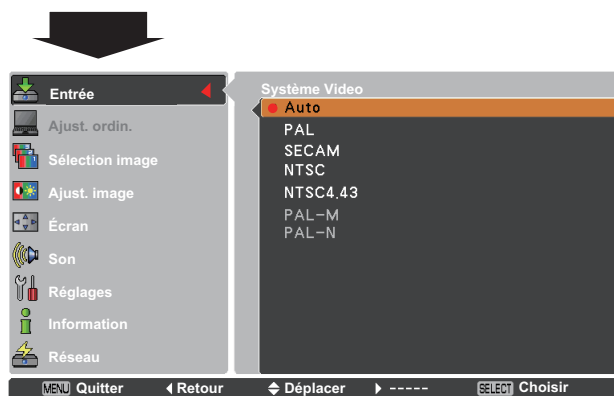 Entrée
Ajust. ordin.
Sélection image
Ajust. image
Écran
Son
Réglages
Information
Réseau
Système Video
Auto
PAL
SECAM
NTSC
NTSC4.43
PAL-M
PAL-N
MENU Quitter Retour Déplacer ----- SELECT Choisir